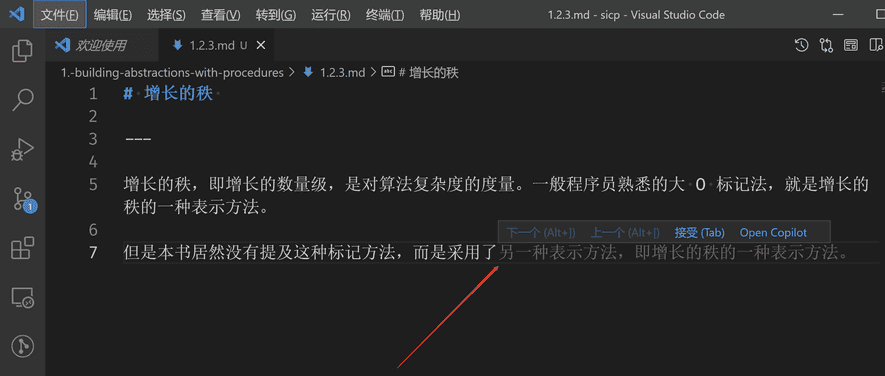 文件(F) 编辑(E) 选择(S) 查看(V) 转到(G) 运行(R) 终端(T) 帮助(H) 1.2.3.md - sicp - Visual Studio Code
欢迎使用 1.2.3.md U
1.-building-abstractions-with-procedures > 1.2.3.md > # 增长的秩
1 # 增长的秩
2
3 ---
4
5 增长的秩，即增长的数量级，是对算法复杂度的度量。一般程序员熟悉的大 O 标记法，就是增长的
秩的一种表示方法。
6
下一个 (Alt+]) 上一个 (Alt+[) 接受 (Tab) Open Copilot
7 但是本书居然没有提及这种标记方法，而是采用了另一种表示方法，即增长的秩的一种表示方法。
1